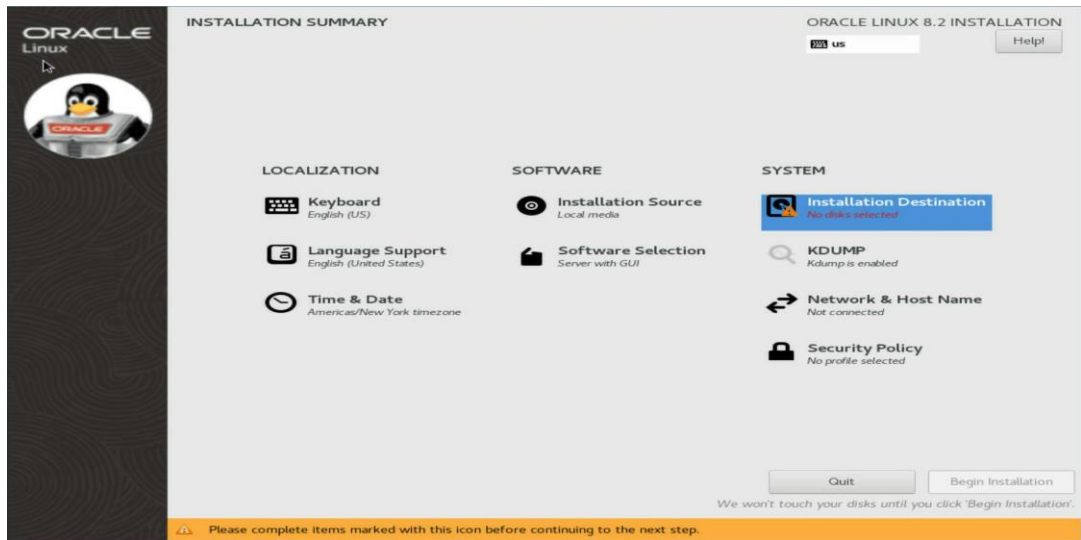 ORACLE
Linux
ORACLE
INSTALLATION SUMMARY
ORACLE LINUX 8.2 INSTALLATION
us
Help!
LOCALIZATION
Keyboard
English (US)
á
Language Support
English (United States)
Time & Date
Americas/New York timezone
SOFTWARE
Installation Source
Local media
Software Selection
Server with GUI
SYSTEM
Installation Destination
No disks selected
KDUMP
Kdump is enabled
Network & Host Name
Not connected
Security Policy
No profile selected
Quit
Begin Installation
We won't touch your disks until you click 'Begin Installation'.
Please complete items marked with this icon before continuing to the next step.